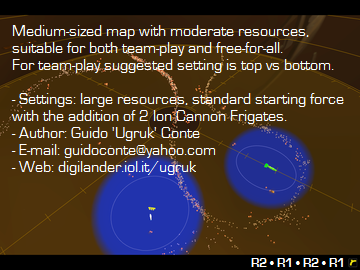 Medium-sized map with moderate resources,
suitable for both team-play and free-for-all.
For team-play suggested setting is top vs bottom.
- Settings: large resources, standard starting force
with the addition of 2 Ion Cannon Frigates.
- Author: Guido 'Ugruk' Conte
- E-mail: guidoconte@yahoo.com
- Web: digilander.iol.it/ugruk
R2 • R1 • R2 • R1 r